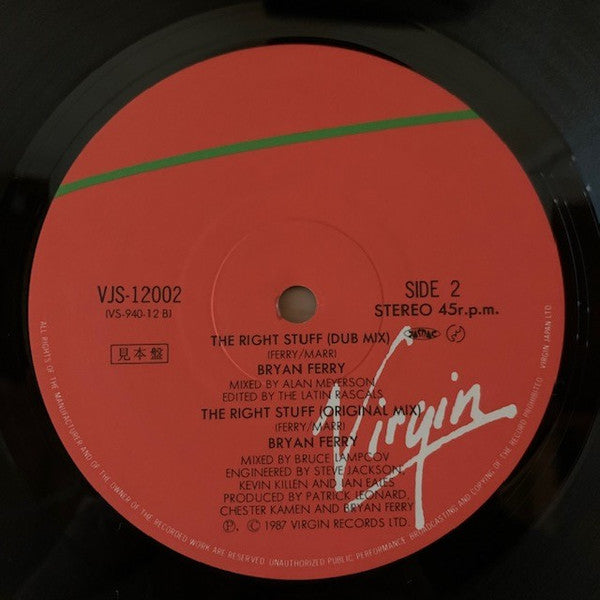 VJS-12002
(VS-940-12 B)
見本盤
SIDE 2
STEREO 45r.p.m.
THE RIGHT STUFF (DUB MIX)
(FERRY/MARR)
BRYAN FERRY
MIXED BY ALAN MEYERSON
EDITED BY THE LATIN RASCALS
THE RIGHT STUFF (ORIGINAL MIX)
(FERRY/MARR)
BRYAN FERRY
MIXED BY BRUCE LAMPCOV
ENGINEERED BY STEVE JACKSON,
KEVIN KILLEN AND IAN EALES
PRODUCED BY PATRICK LEONARD,
CHESTER KAMEN AND BRYAN FERRY
Ⓟ, © 1987 VIRGIN RECORDS LTD.
Virgin
ALL RIGHTS OF THE MANUFACTURER AND OF THE OWNER OF THE RECORDED WORK ARE RESERVED. UNAUTHORIZED PUBLIC PERFORMANCE, BROADCASTING AND COPYING OF THE RECORD PROHIBITED VIRGIN JAPAN LTD.